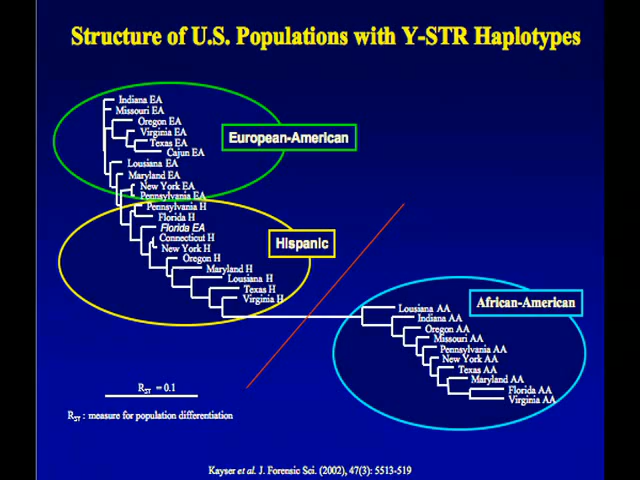 Structure of U.S. Populations with Y-STR Haplotypes
Indiana EA
Missouri EA
Oregon EA
Virginia EA
Texas EA
Cajun EA
European-American
Lousiana EA
Maryland EA
New York EA
Pennsylvania EA
Pennsylvania H
Florida H
Florida EA
Connecticut H
New York H
Hispanic
Oregon H
Maryland H
Lousiana H
Texas H
Virginia H
African-American
Lousiana AA
Indiana AA
Oregon AA
Missouri AA
Pennsylvania AA
New York AA
Texas AA
Maryland AA
Florida AA
Virginia AA
RST = 0.1
RST : measure for population differentiation
Kayser et al. J. Forensic Sci. (2002), 47(3): 5513-519